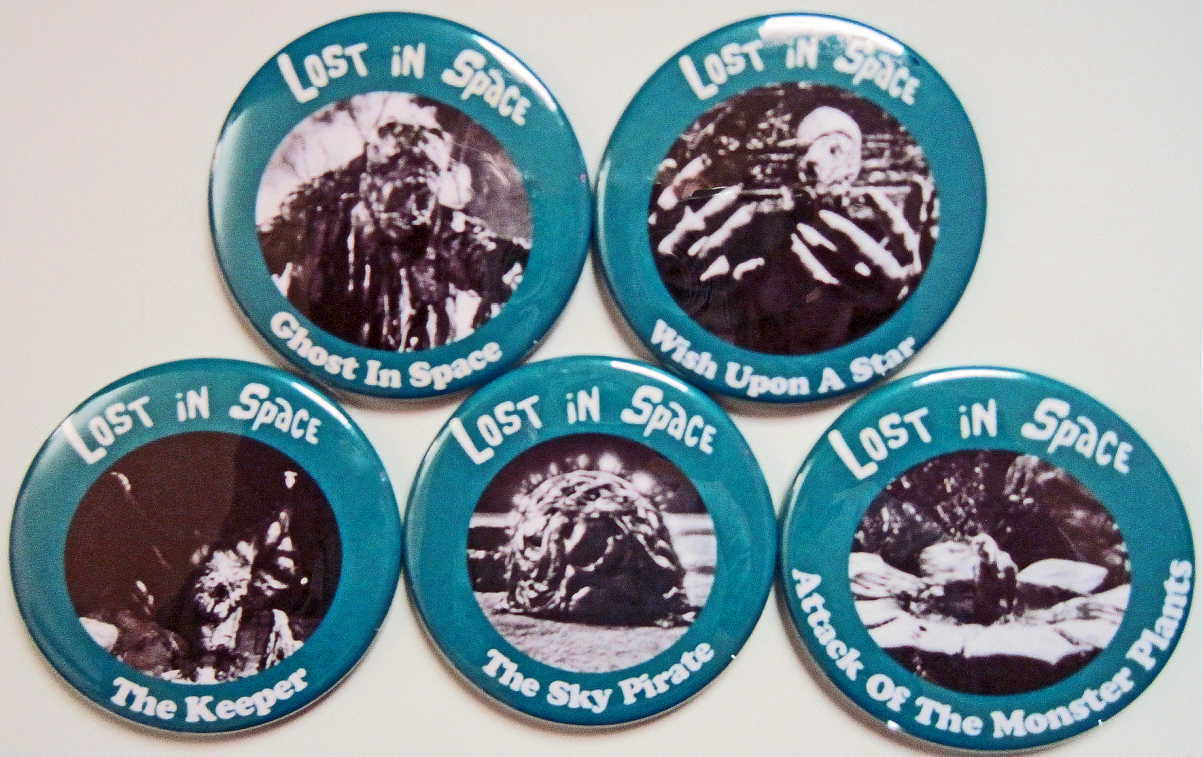 Lost in Space
Ghost In Space
Lost in Space
Wish Upon A Star
Lost in Space
The Keeper
Lost in Space
The Sky Pirate
Lost in Space
Attack Of The Monster Plants